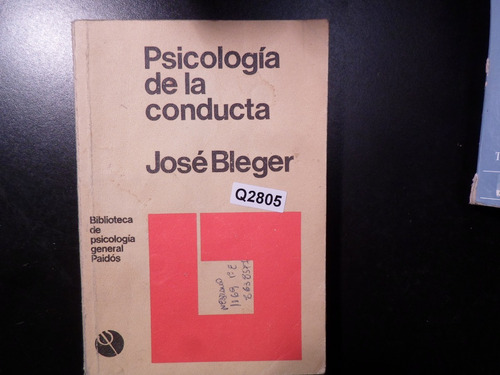 Psicología
de la
conducta
José Bleger
Q2805
Biblioteca
de
psicología
general
Paidós